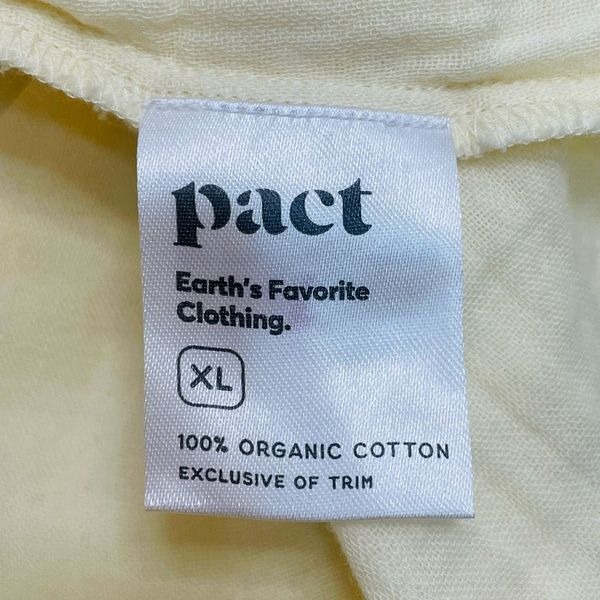 pact
Earth's Favorite
Clothing.
XL
100% ORGANIC COTTON
EXCLUSIVE OF TRIM